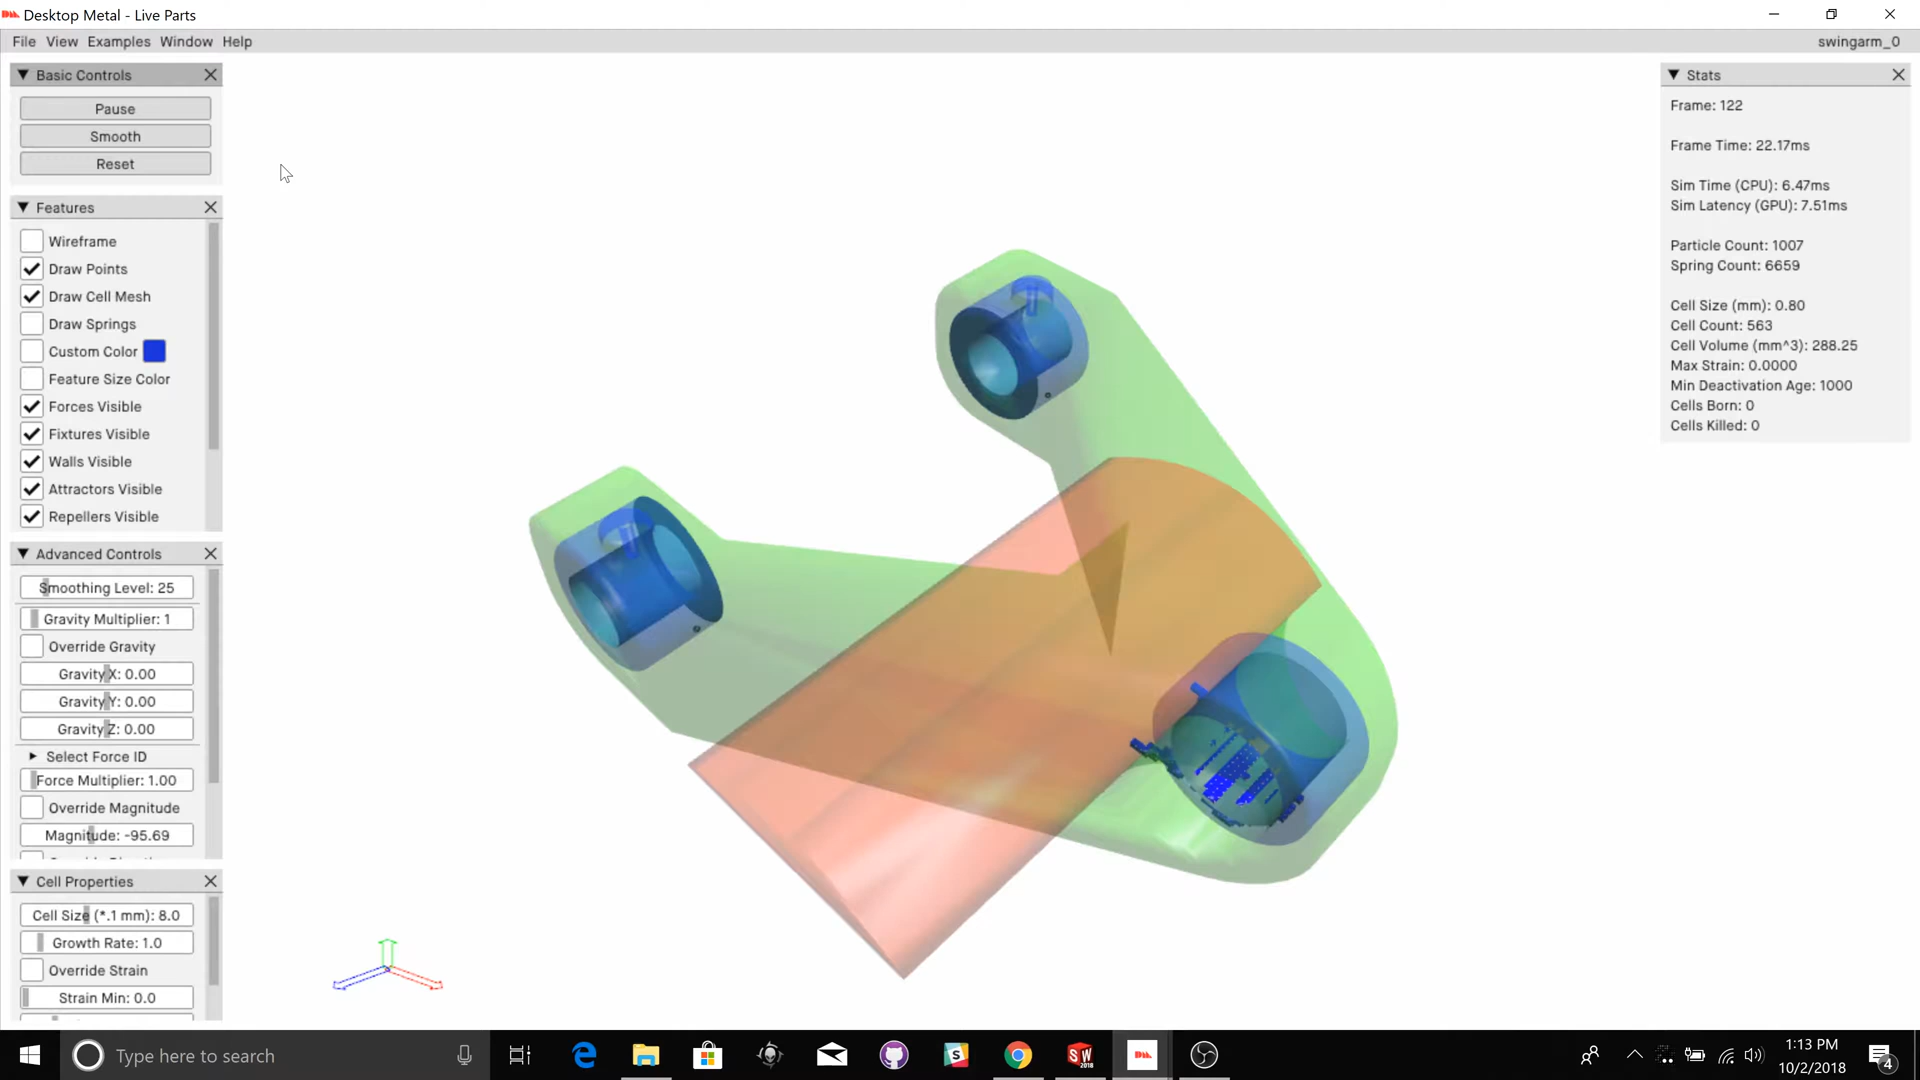 Desktop Metal - Live Parts
File View Examples Window Help
swingarm_0
Basic Controls
Pause
Smooth
Reset
Features
Wireframe
Draw Points
Draw Cell Mesh
Draw Springs
Custom Color
Feature Size Color
Forces Visible
Fixtures Visible
Walls Visible
Attractors Visible
Repellers Visible
Advanced Controls
Smoothing Level: 25
Gravity Multiplier: 1
Override Gravity
Gravity X: 0.00
Gravity Y: 0.00
Gravity Z: 0.00
Select Force ID
Force Multiplier: 1.00
Override Magnitude
Magnitude: -95.69
Cell Properties
Cell Size (*.1 mm): 8.0
Growth Rate: 1.0
Override Strain
Strain Min: 0.0
Stats
Frame: 122
Frame Time: 22.17ms
Sim Time (CPU): 6.47ms
Sim Latency (GPU): 7.51ms
Particle Count: 1007
Spring Count: 6659
Cell Size (mm): 0.80
Cell Count: 563
Cell Volume (mm^3): 288.25
Max Strain: 0.0000
Min Deactivation Age: 1000
Cells Born: 0
Cells Killed: 0
Type here to search
SW
2018
1:13 PM
10/2/2018
4